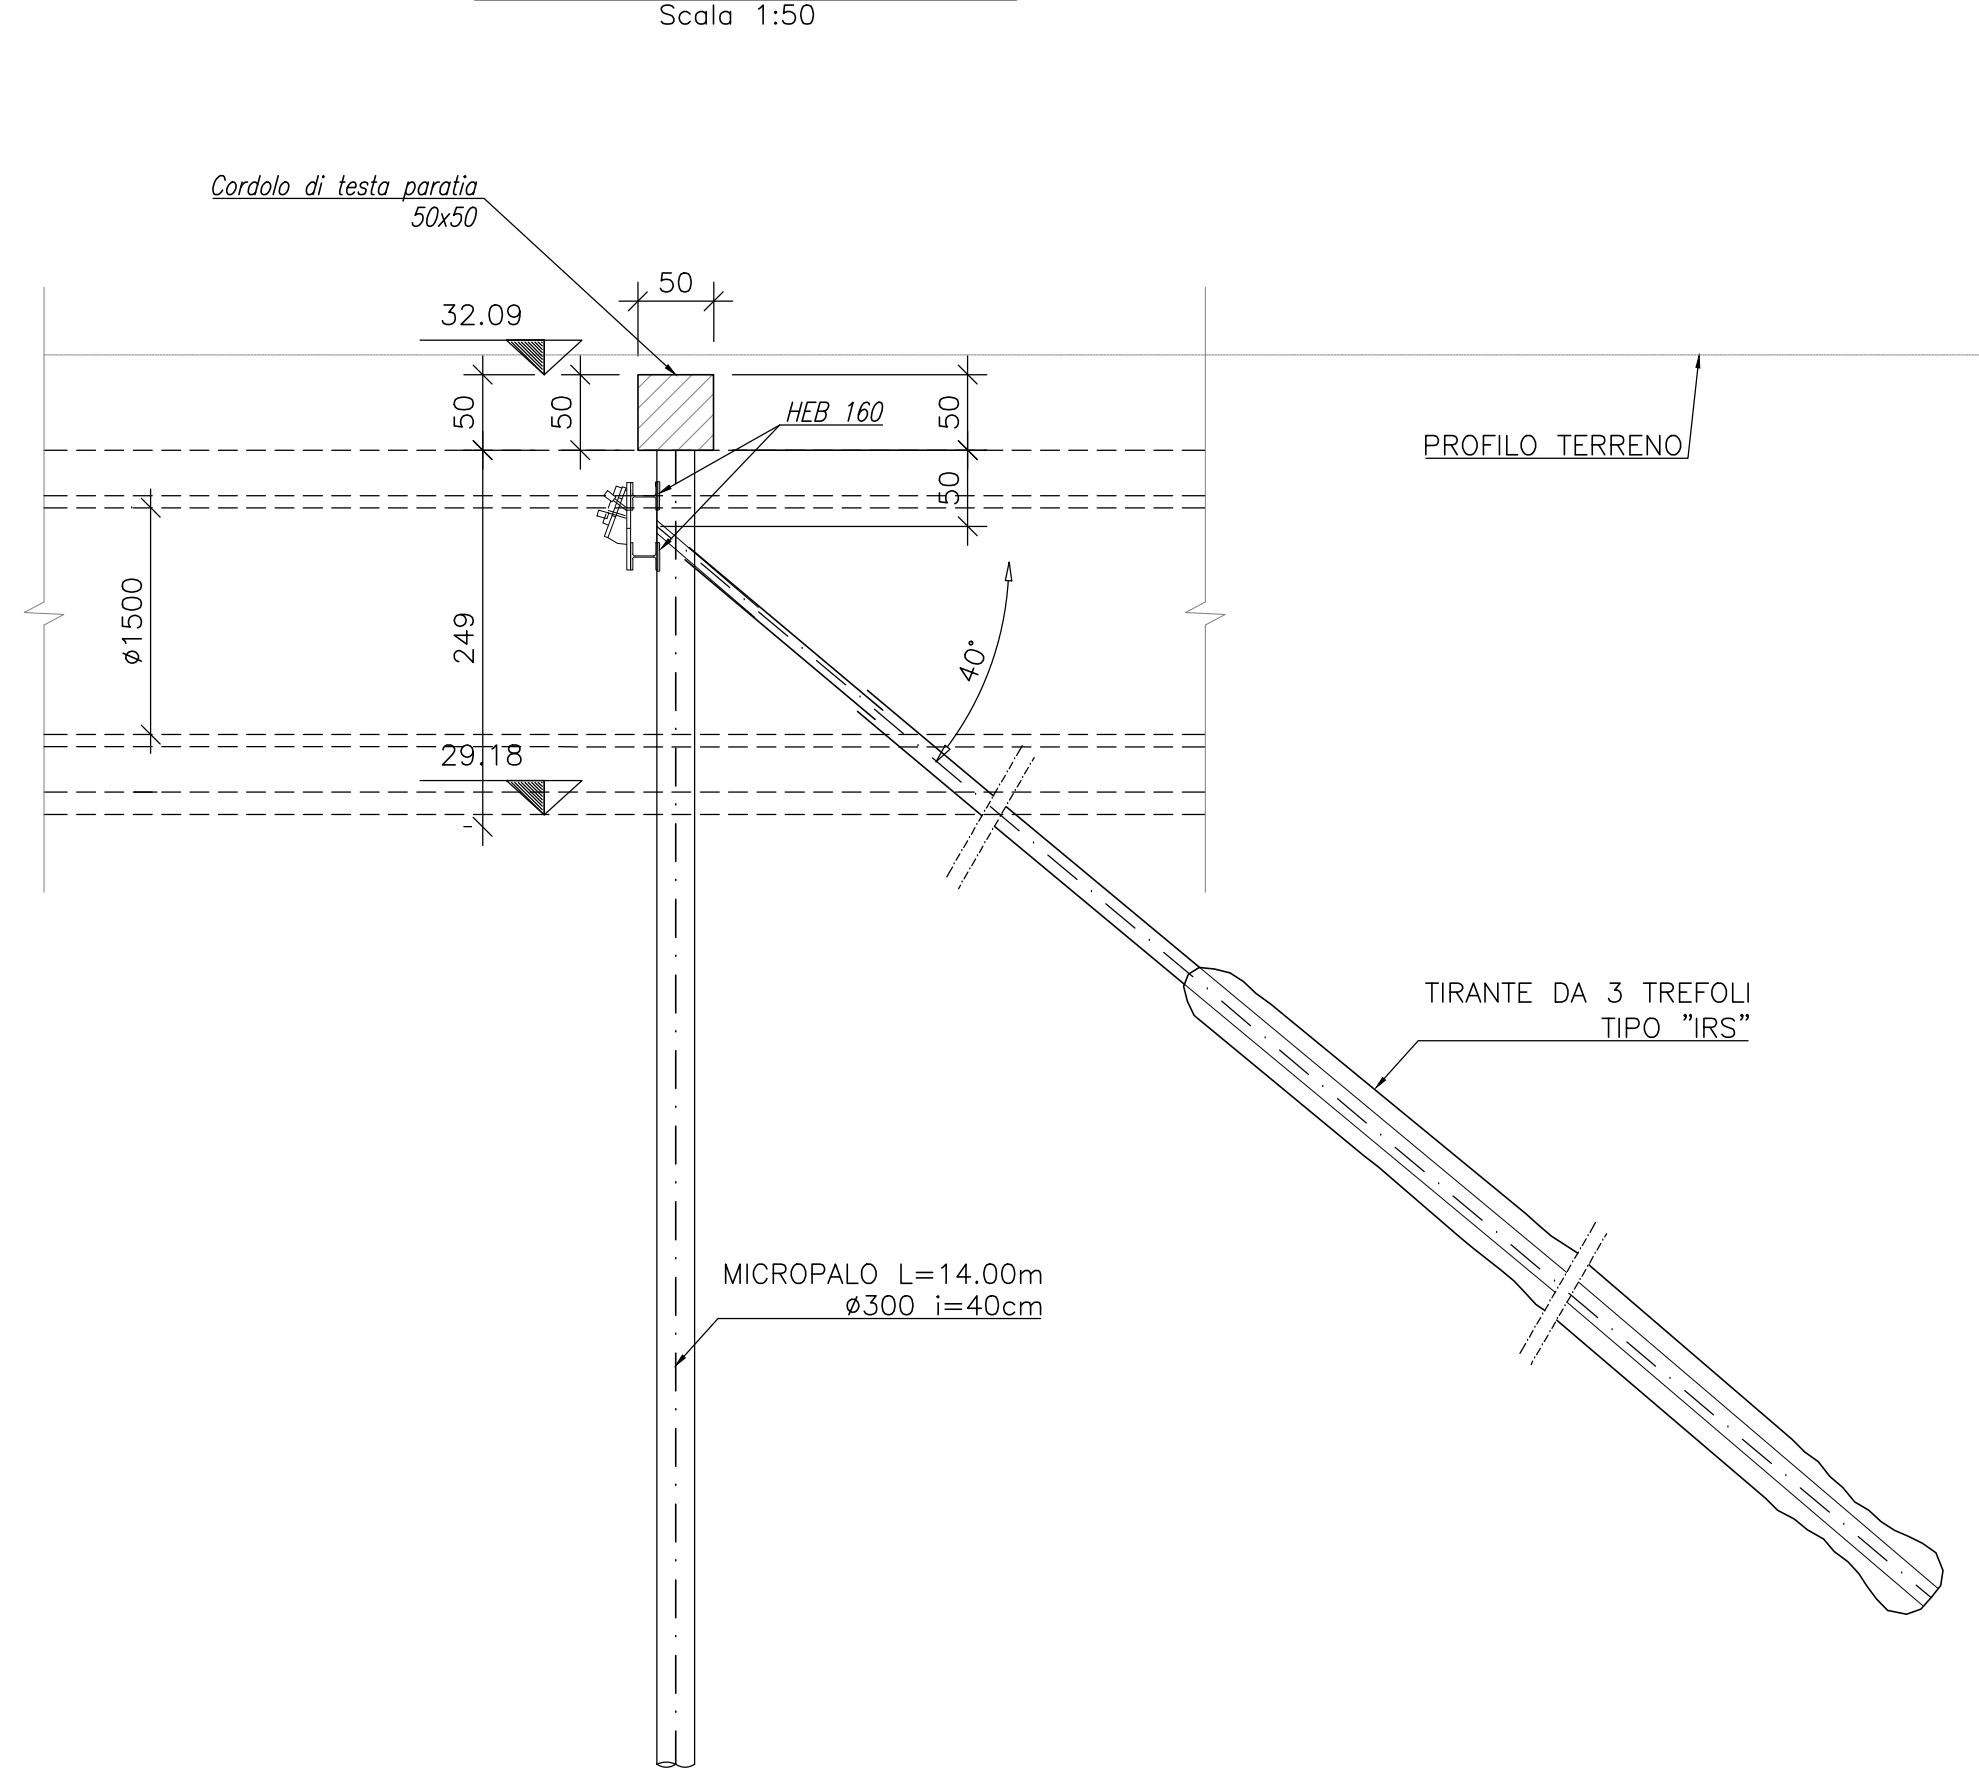 Scala 1:50
Cordolo di testa paratia
50x50
50
32.09
50
50
HEB 160
50
PROFILO TERRENO
50
ø1500
249
40°
29.18
TIRANTE DA 3 TREFOLI
TIPO "IRS"
MICROPALO L=14.00m
ø300 i=40cm